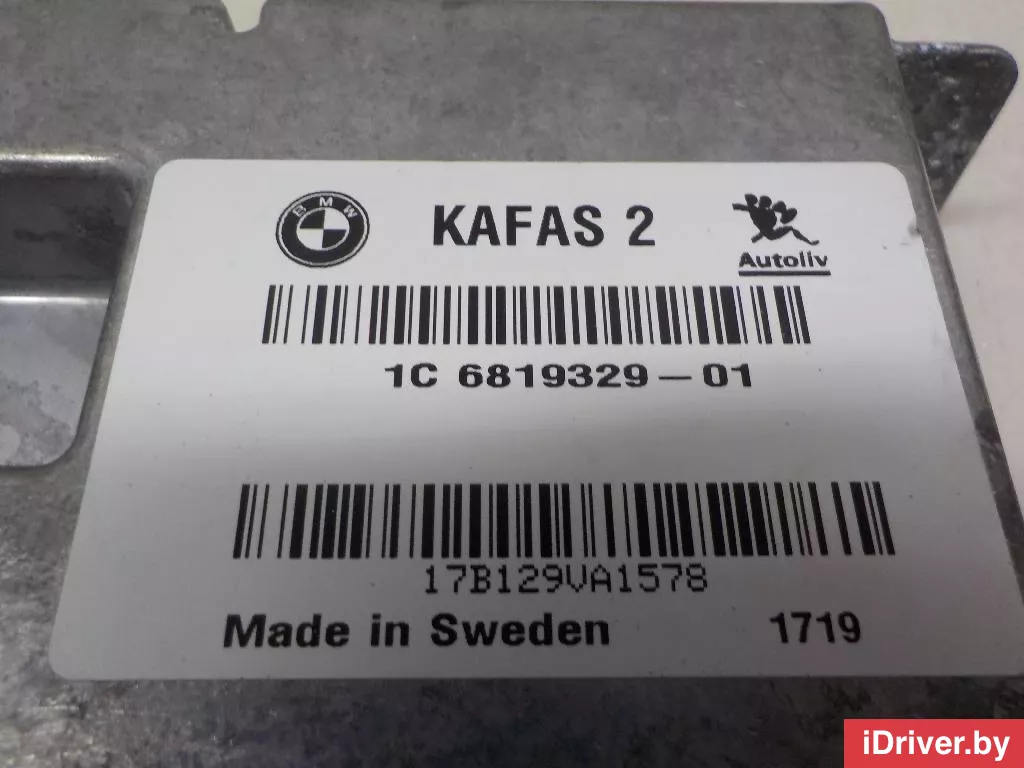 BMW KAFAS 2
Autoliv
1C 6819329-01
17B129VA1578
Made in Sweden 1719
iDriver.by